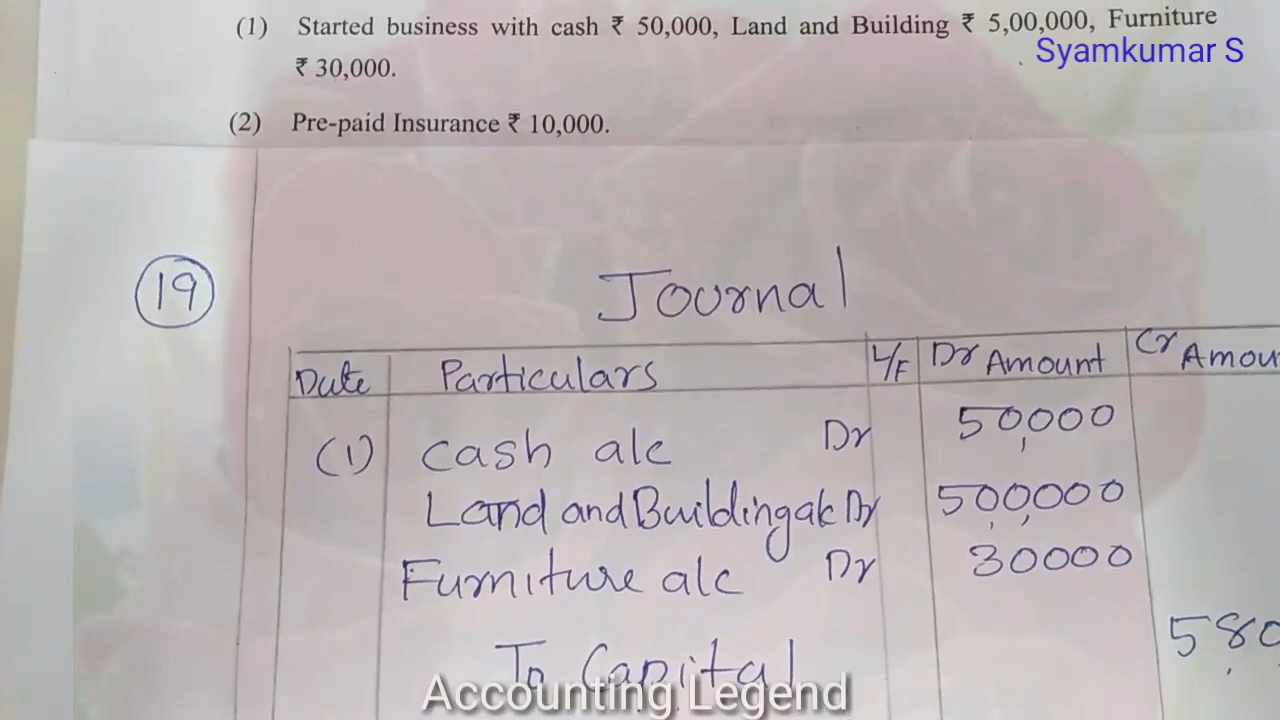 (1) Started business with cash ₹ 50,000, Land and Building ₹ 5,00,000, Furniture
Syamkumar S
₹ 30,000.
(2) Pre-paid Insurance ₹ 10,000.
19
Journal
Date Particulars L/F Dr Amount Cr Amou
(1) cash a/c Dr 50,000
Land and Building a/c Dr 5,00,000
Furniture a/c Dr 30000
580
To Capital
Accounting Legend